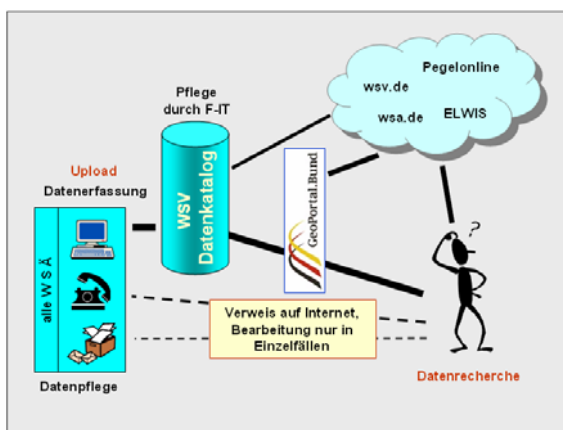 Pegelonline
wsv.de
wsa.de
ELWIS
Pflege
durch F-IT
Upload
Datenerfassung
WSV
Datenkatalog
GeoPortal.Bund
alle W S Ä
?
Verweis auf Internet,
Bearbeitung nur in
Einzelfällen
Datenpflege
Datenrecherche